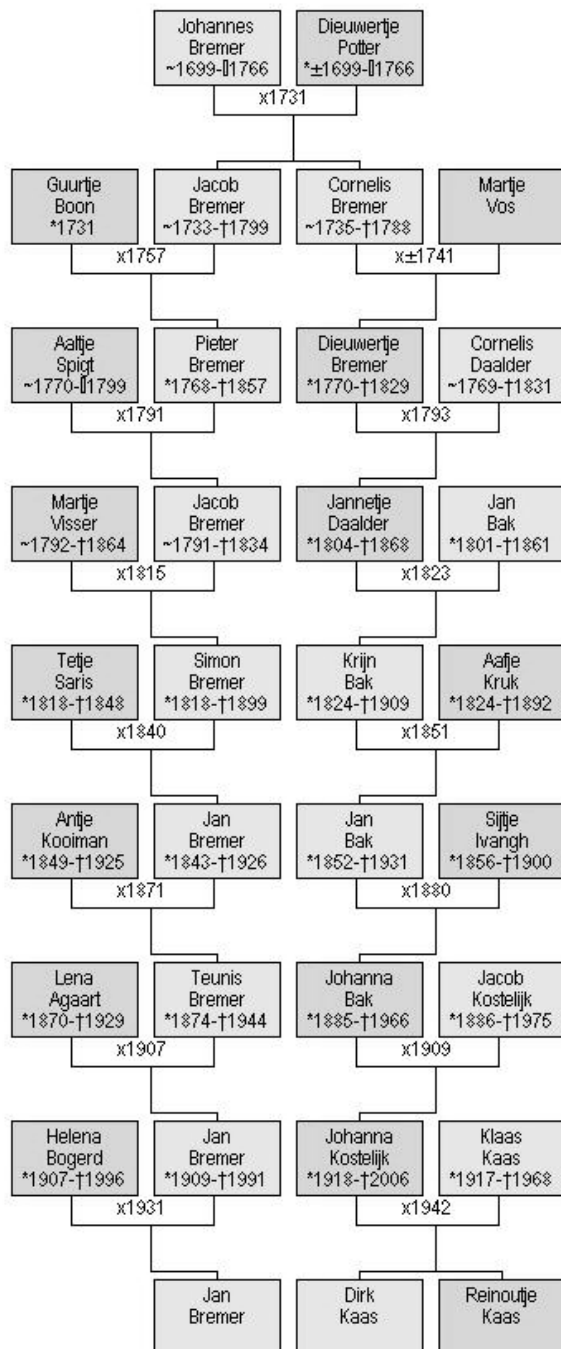 Johannes
Bremer
~1699-▯1766
Dieuwertje
Potter
*±1699-▯1766
x1731
Guurtje
Boon
*1731
Jacob
Bremer
~1733-†1799
Cornelis
Bremer
~1735-†1788
Martje
Vos
x1757
x±1741
Aaltje
Spigt
~1770-▯1799
Pieter
Bremer
*1768-†1857
Dieuwertje
Bremer
*1770-†1829
Cornelis
Daalder
~1769-†1831
x1791
x1793
Martje
Visser
~1792-†1864
Jacob
Bremer
~1791-†1834
Jannetje
Daalder
*1804-†1868
Jan
Bak
*1801-†1861
x1815
x1823
Tetje
Saris
*1818-†1848
Simon
Bremer
*1818-†1899
Krijn
Bak
*1824-†1909
Aafje
Kruk
*1824-†1892
x1840
x1851
Antje
Kooiman
*1849-†1925
Jan
Bremer
*1843-†1926
Jan
Bak
*1852-†1931
Sijtje
Ivangh
*1856-†1900
x1871
x1880
Lena
Agaart
*1870-†1929
Teunis
Bremer
*1874-†1944
Johanna
Bak
*1885-†1966
Jacob
Kostelijk
*1886-†1975
x1907
x1909
Helena
Bogerd
*1907-†1996
Jan
Bremer
*1909-†1991
Johanna
Kostelijk
*1918-†2006
Klaas
Kaas
*1917-†1968
x1931
x1942
Jan
Bremer
Dirk
Kaas
Reinoutje
Kaas